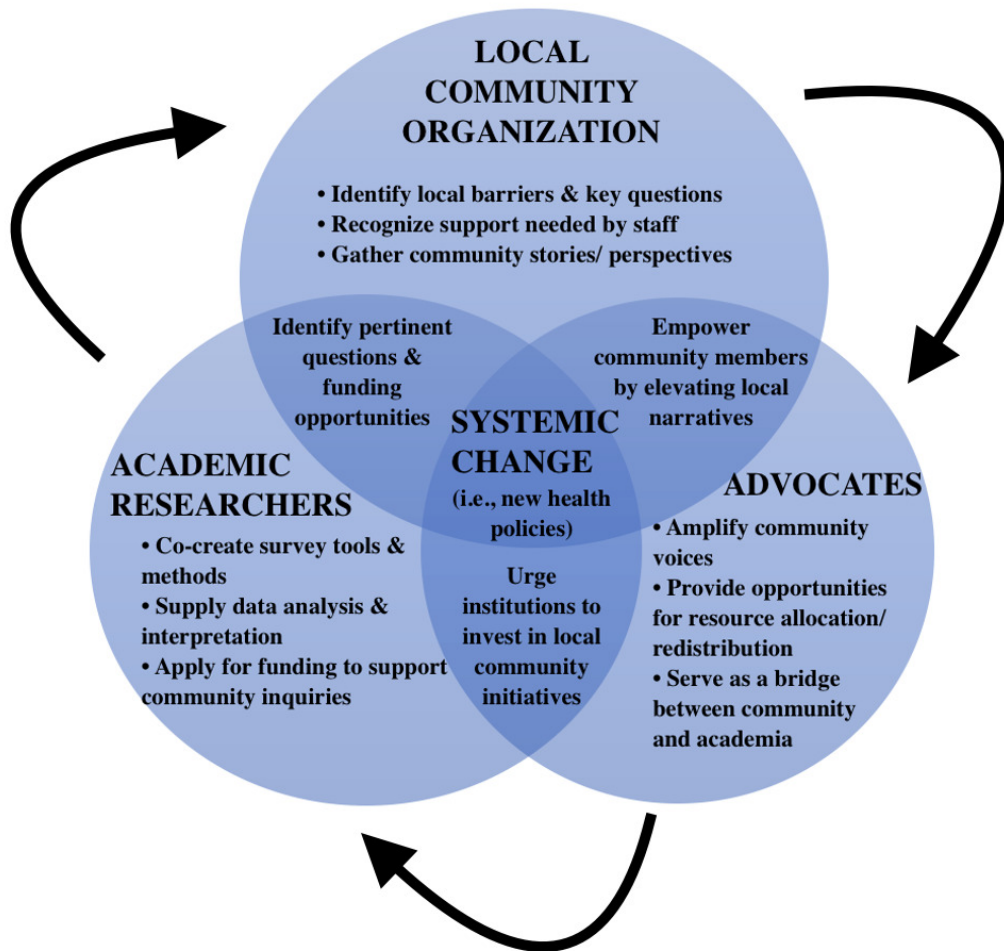 LOCAL
COMMUNITY
ORGANIZATION
• Identify local barriers & key questions
• Recognize support needed by staff
• Gather community stories/ perspectives
Identify pertinent
questions &
funding
opportunities
Empower
community members
by elevating local
narratives
SYSTEMIC
CHANGE
(i.e., new health
policies)
ACADEMIC
RESEARCHERS
• Co-create survey tools &
methods
• Supply data analysis &
interpretation
• Apply for funding to support
community inquiries
Urge
institutions to
invest in local
community
initiatives
ADVOCATES
• Amplify community
voices
• Provide opportunities
for resource allocation/
redistribution
• Serve as a bridge
between community
and academia